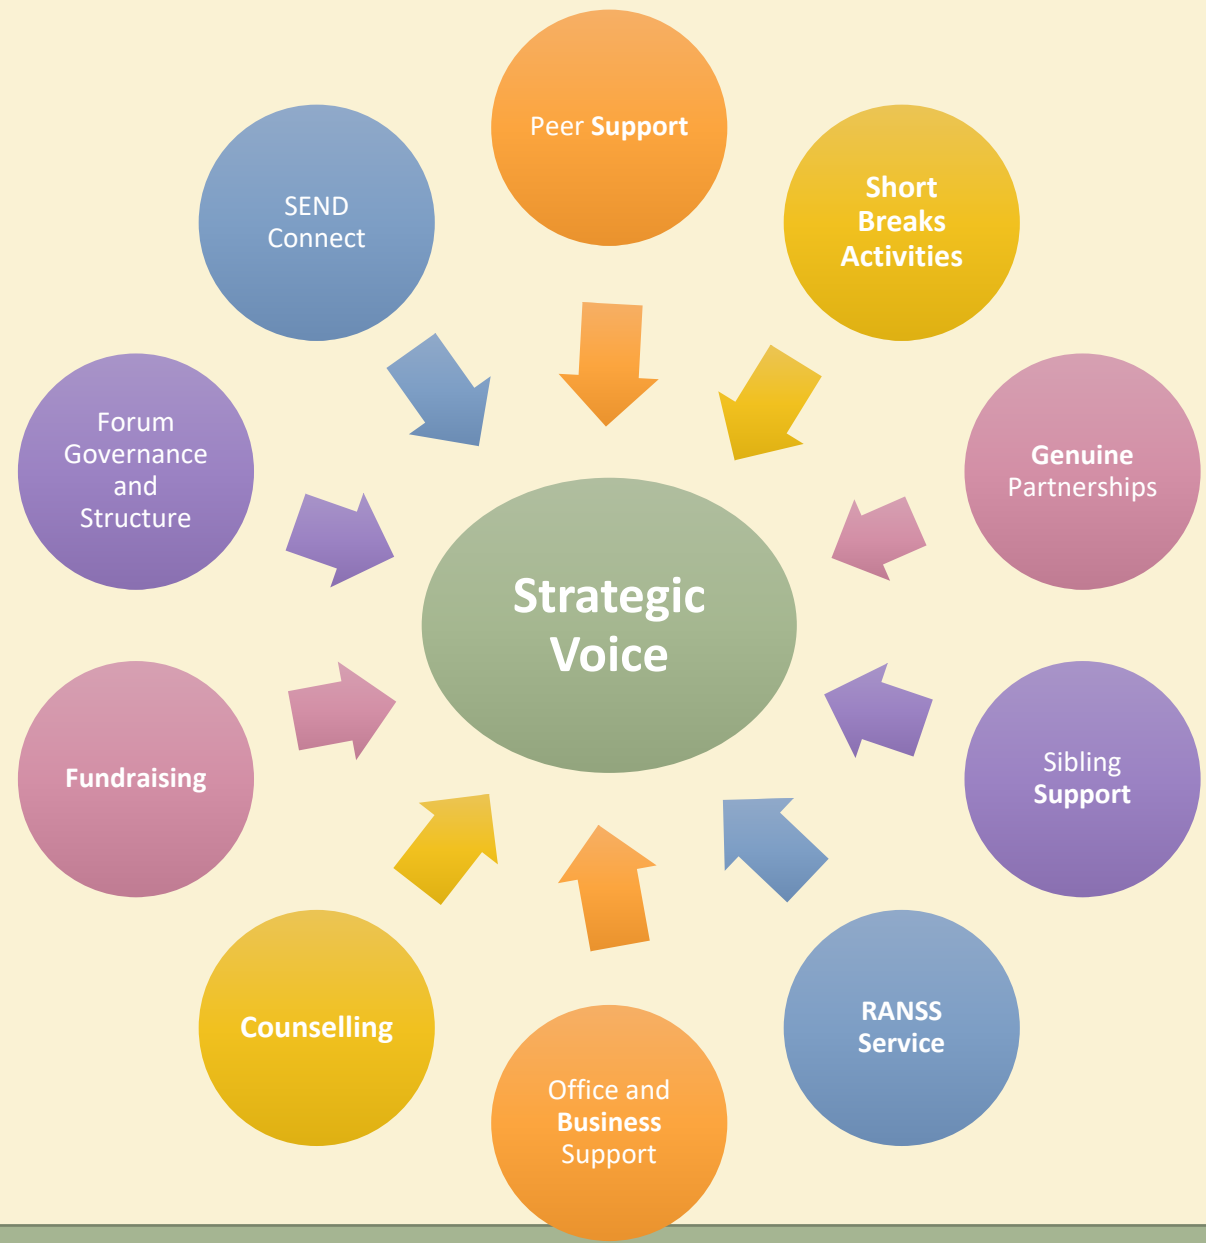 Peer Support
Short
Breaks
Activities
Genuine
Partnerships
Sibling
Support
RANSS
Service
Office and
Business
Support
Counselling
Fundraising
Forum
Governance
and
Structure
SEND
Connect
Strategic
Voice